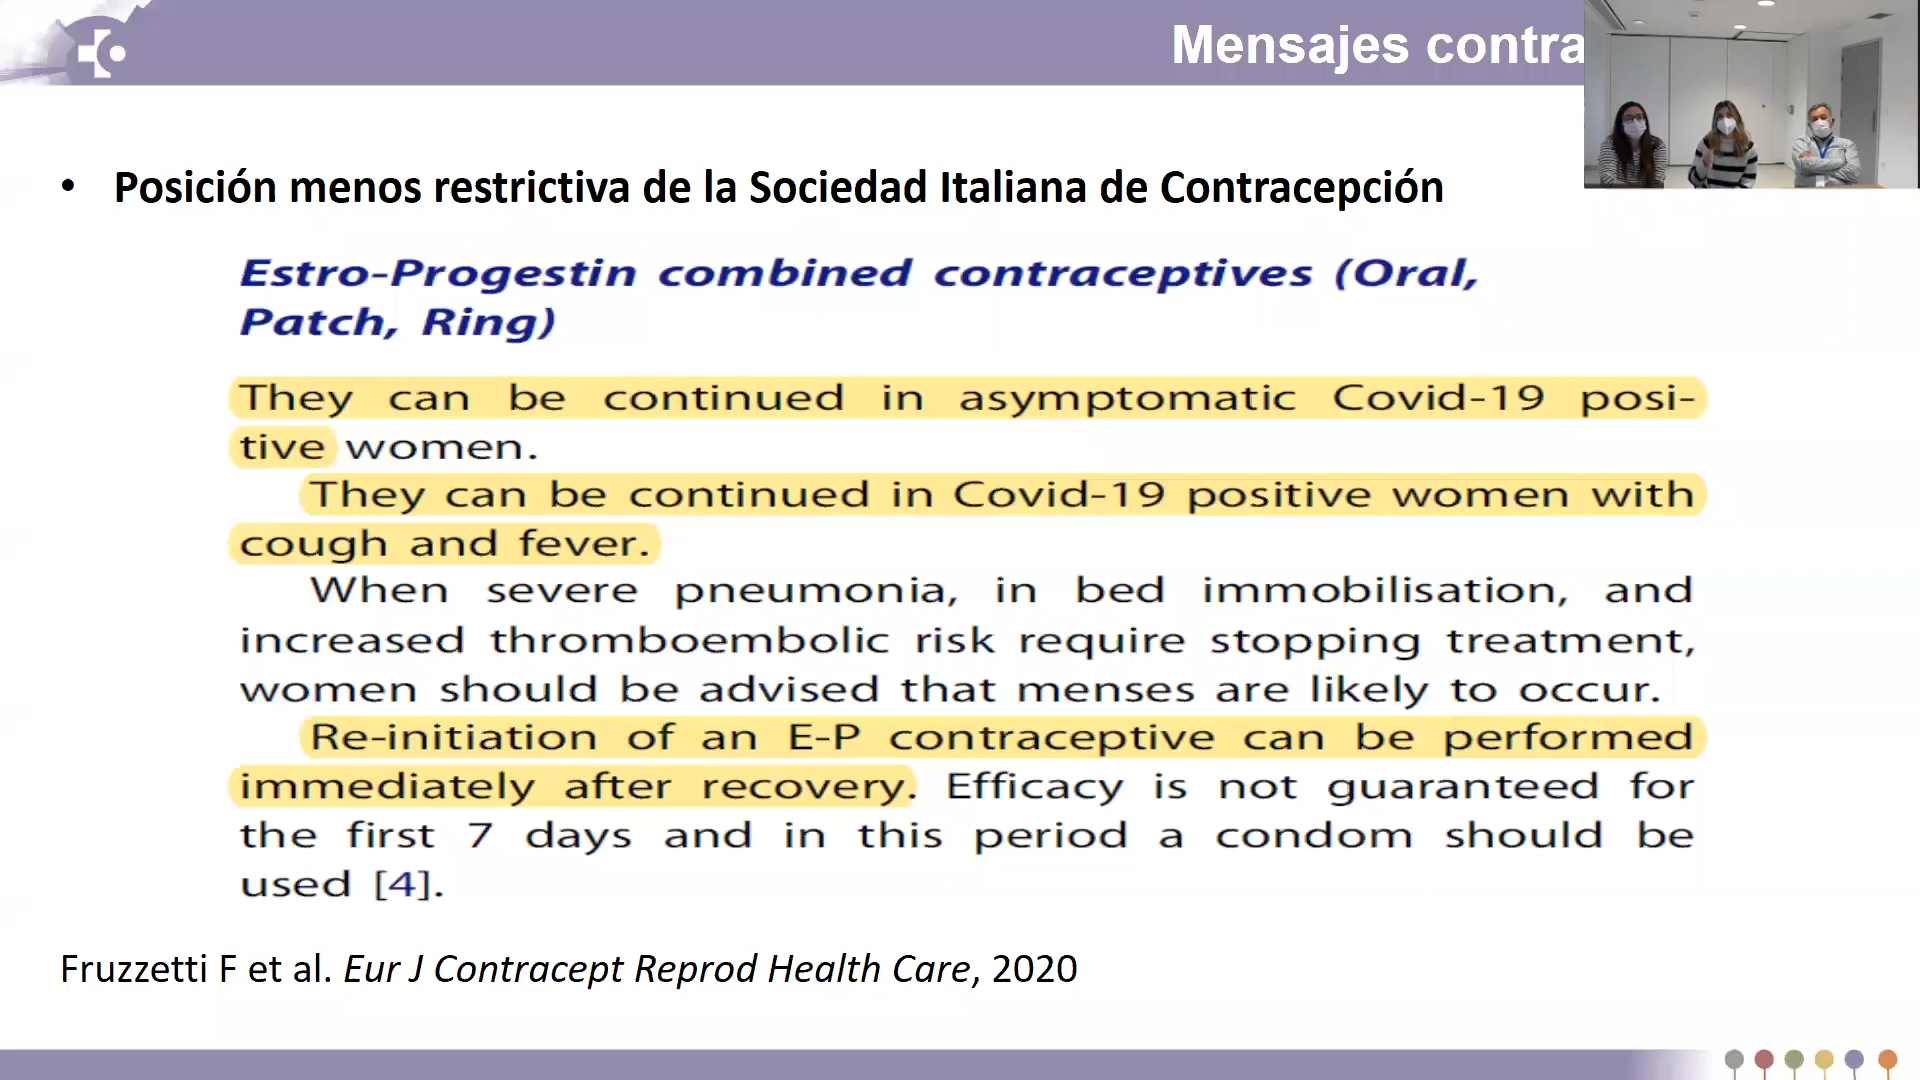 Mensajes contra
• Posición menos restrictiva de la Sociedad Italiana de Contracepción
Estro-Progestin combined contraceptives (Oral,
Patch, Ring)
They can be continued in asymptomatic Covid-19 posi-
tive women.
They can be continued in Covid-19 positive women with
cough and fever.
When severe pneumonia, in bed immobilisation, and
increased thromboembolic risk require stopping treatment,
women should be advised that menses are likely to occur.
Re-initiation of an E-P contraceptive can be performed
immediately after recovery. Efficacy is not guaranteed for
the first 7 days and in this period a condom should be
used [4].
Fruzzetti F et al. Eur J Contracept Reprod Health Care, 2020